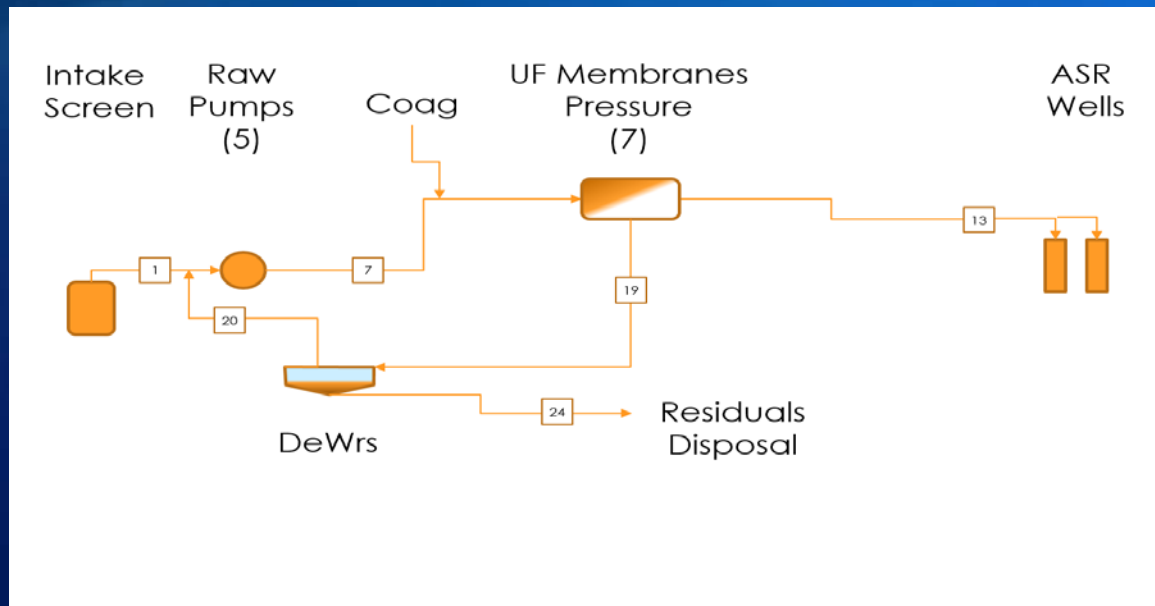 Intake
Screen
Raw
Pumps
(5)
Coag
UF Membranes
Pressure
(7)
ASR
Wells
13
1
7
19
20
24
Residuals
Disposal
DeWrs